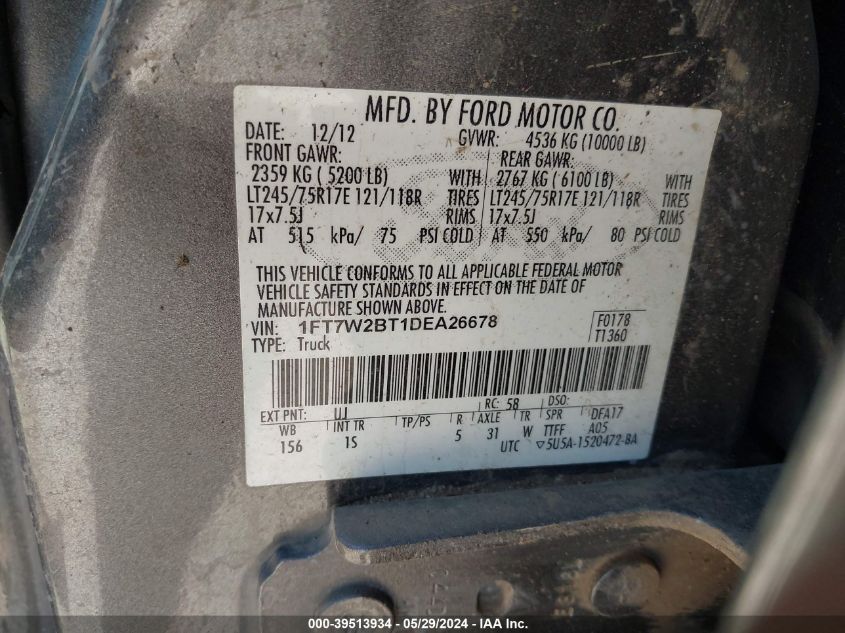 MFD. BY FORD MOTOR CO.
DATE: 12/12 GVWR: 4536 KG (10000 LB)
FRONT GAWR: REAR GAWR:
2359 KG ( 5200 LB) WITH 2767 KG ( 6100 LB) WITH
LT245/75R17E 121/118R TIRES LT245/75R17E 121/118R TIRES
17x7.5J RIMS 17x7.5J RIMS
AT 515 kPa/ 75 PSI COLD AT 550 kPa/ 80 PSI COLD
THIS VEHICLE CONFORMS TO ALL APPLICABLE FEDERAL MOTOR
VEHICLE SAFETY STANDARDS IN EFFECT ON THE DATE OF
MANUFACTURE SHOWN ABOVE.
VIN: 1FT7W2BT1DEA26678 F0178
TYPE: Truck T1360
EXT PNT: UJ RC: 58 DSO:
WB INT TR TP/PS R AXLE TR SPR DFA17
156 1S 5 31 W TTFF A05
UTC ▽5U5A-1520472-BA
000-39513934 - 05/29/2024 - IAA, Inc.